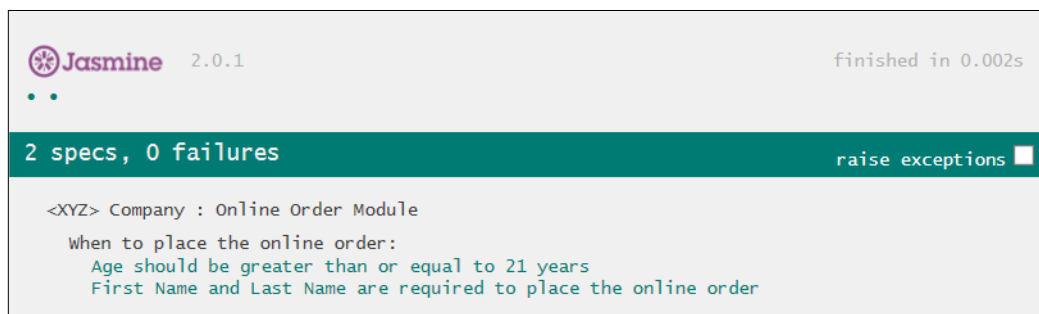 Jasmine 2.0.1 finished in 0.002s
2 specs, 0 failures raise exceptions
<XYZ> Company : Online Order Module
When to place the online order:
Age should be greater than or equal to 21 years
First Name and Last Name are required to place the online order